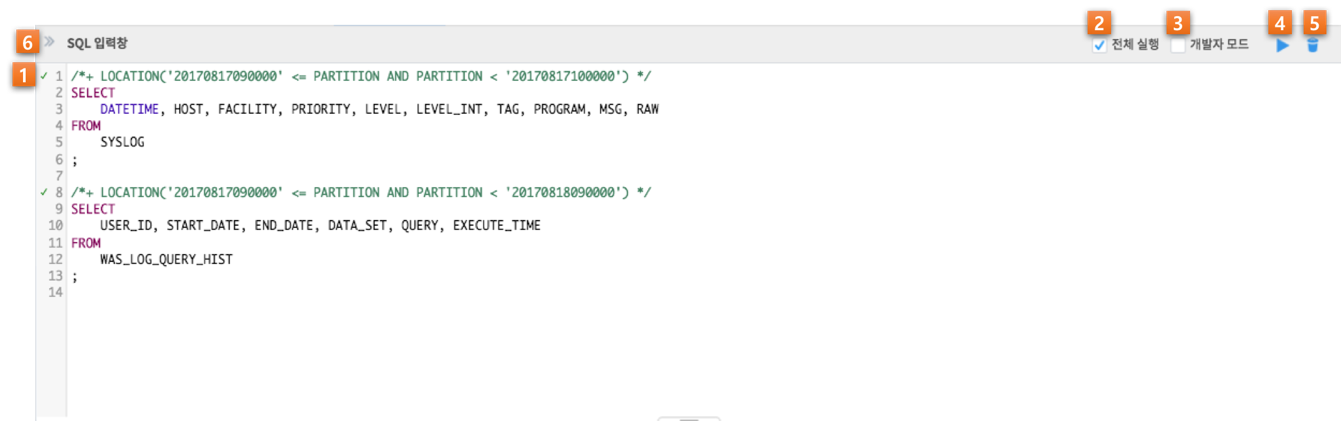 2 3 4 5
6 SQL 입력창 전체 실행 개발자 모드
1 1 /*+ LOCATION('20170817090000' <= PARTITION AND PARTITION < '20170817100000') */
2 SELECT
3 DATETIME, HOST, FACILITY, PRIORITY, LEVEL, LEVEL_INT, TAG, PROGRAM, MSG, RAW
4 FROM
5 SYSLOG
6 ;
7
8 /*+ LOCATION('20170817090000' <= PARTITION AND PARTITION < '20170818090000') */
9 SELECT
10 USER_ID, START_DATE, END_DATE, DATA_SET, QUERY, EXECUTE_TIME
11 FROM
12 WAS_LOG_QUERY_HIST
13 ;
14